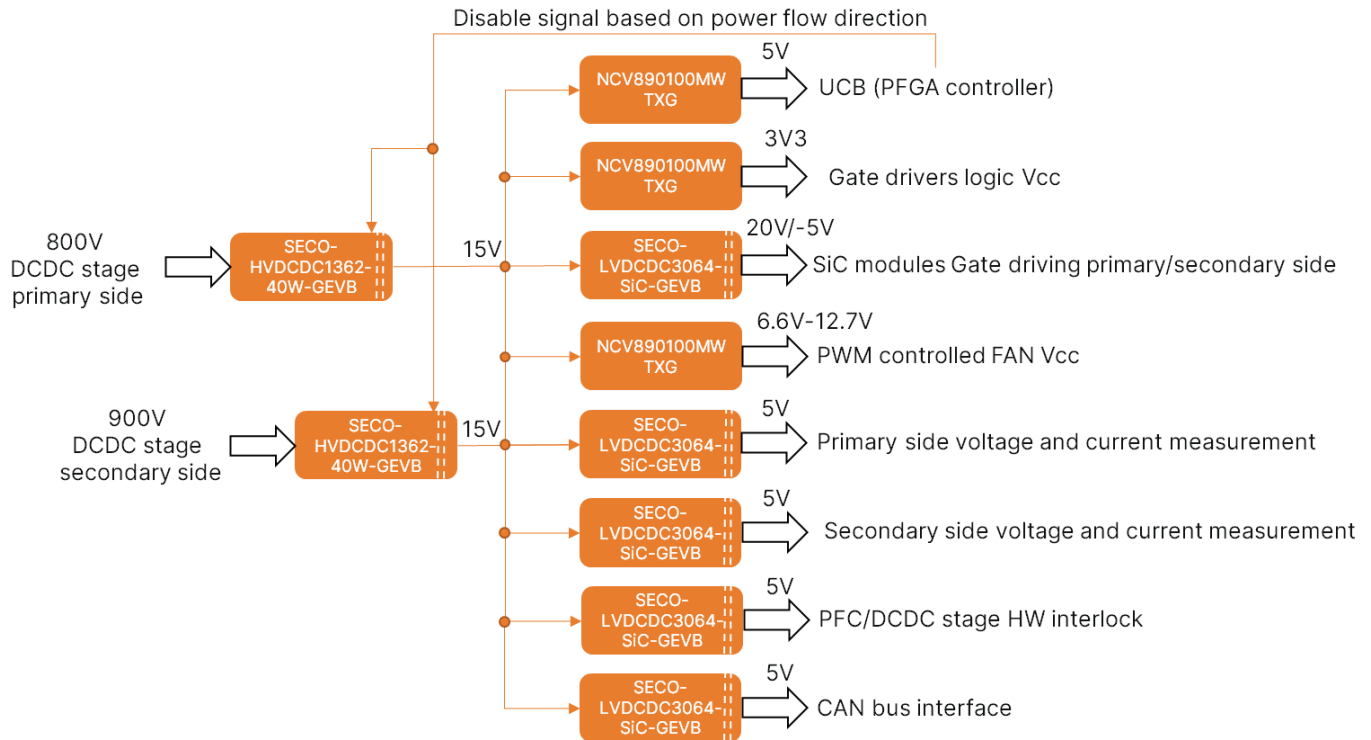 Disable signal based on power flow direction
5V
NCV890100MW
TXG
UCB (PFGA controller)
3V3
NCV890100MW
TXG
Gate drivers logic Vcc
800V
DCDC stage
primary side
SECO-
HVDCDC1362-
40W-GEVB
15V
20V/-5V
SECO-
LVDCDC3064-
SiC-GEVB
SiC modules Gate driving primary/secondary side
6.6V-12.7V
NCV890100MW
TXG
PWM controlled FAN Vcc
900V
DCDC stage
secondary side
SECO-
HVDCDC1362-
40W-GEVB
15V
5V
SECO-
LVDCDC3064-
SiC-GEVB
Primary side voltage and current measurement
5V
SECO-
LVDCDC3064-
SiC-GEVB
Secondary side voltage and current measurement
5V
SECO-
LVDCDC3064-
SiC-GEVB
PFC/DCDC stage HW interlock
5V
SECO-
LVDCDC3064-
SiC-GEVB
CAN bus interface